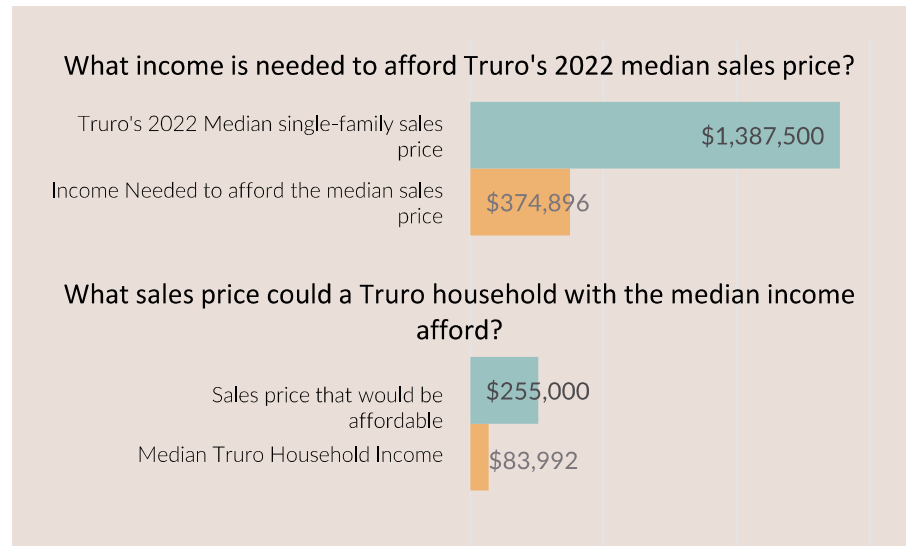 What income is needed to afford Truro's 2022 median sales price?
Truro's 2022 Median single-family sales
price
$1,387,500
Income Needed to afford the median sales
price
$374,896
What sales price could a Truro household with the median income
afford?
Sales price that would be
affordable
$255,000
Median Truro Household Income
$83,992